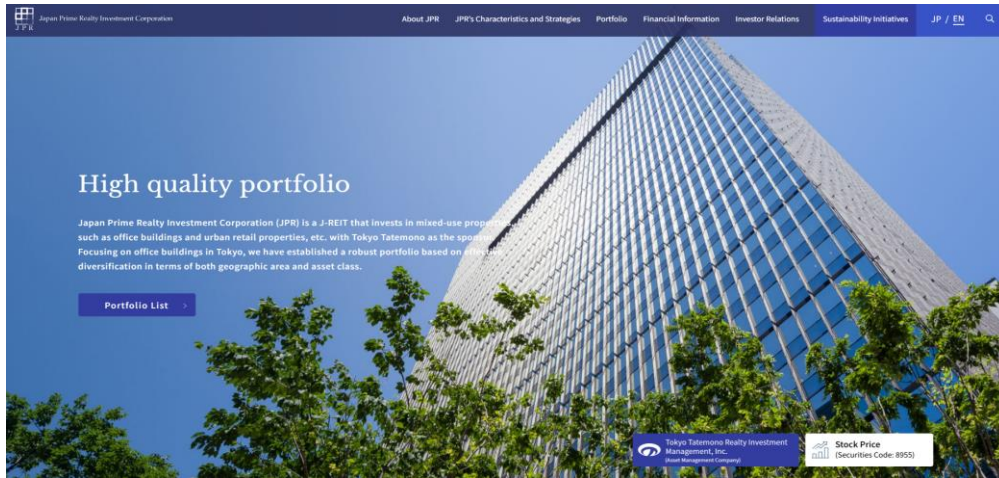 JPR
Japan Prime Realty Investment Corporation
About JPR
JPR's Characteristics and Strategies
Portfolio
Financial Information
Investor Relations
Sustainability Initiatives
JP / EN
High quality portfolio
Japan Prime Realty Investment Corporation (JPR) is a J-REIT that invests in mixed-use properties
such as office buildings and urban retail properties, etc. with Tokyo Tatemono as the sponsor.
Focusing on office buildings in Tokyo, we have established a robust portfolio based on effective
diversification in terms of both geographic area and asset class.
Portfolio List
Tokyo Tatemono Realty Investment
Management, Inc.
(Asset Management Company)
Stock Price
(Securities Code: 8955)